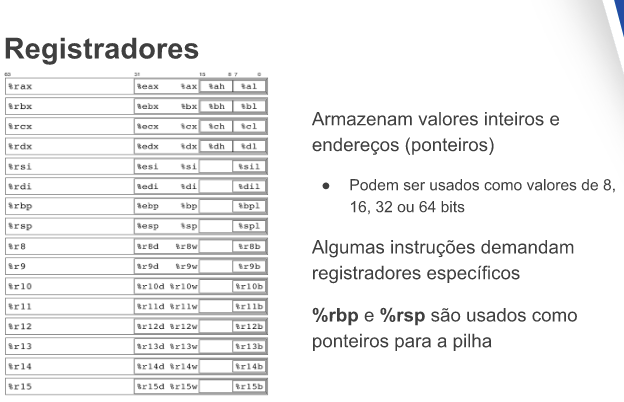 Registradores
63 31 15 8 7 0
%rax %eax %ax %ah %al
%rbx %ebx %bx %bh %bl
%rcx %ecx %cx %ch %cl
%rdx %edx %dx %dh %dl
%rsi %esi %si %sil
%rdi %edi %di %dil
%rbp %ebp %bp %bpl
%rsp %esp %sp %spl
%r8 %r8d %r8w %r8b
%r9 %r9d %r9w %r9b
%r10 %r10d %r10w %r10b
%r11 %r11d %r11w %r11b
%r12 %r12d %r12w %r12b
%r13 %r13d %r13w %r13b
%r14 %r14d %r14w %r14b
%r15 %r15d %r15w %r15b
Armazenam valores inteiros e
endereços (ponteiros)
● Podem ser usados como valores de 8,
16, 32 ou 64 bits
Algumas instruções demandam
registradores específicos
%rbp e %rsp são usados como
ponteiros para a pilha